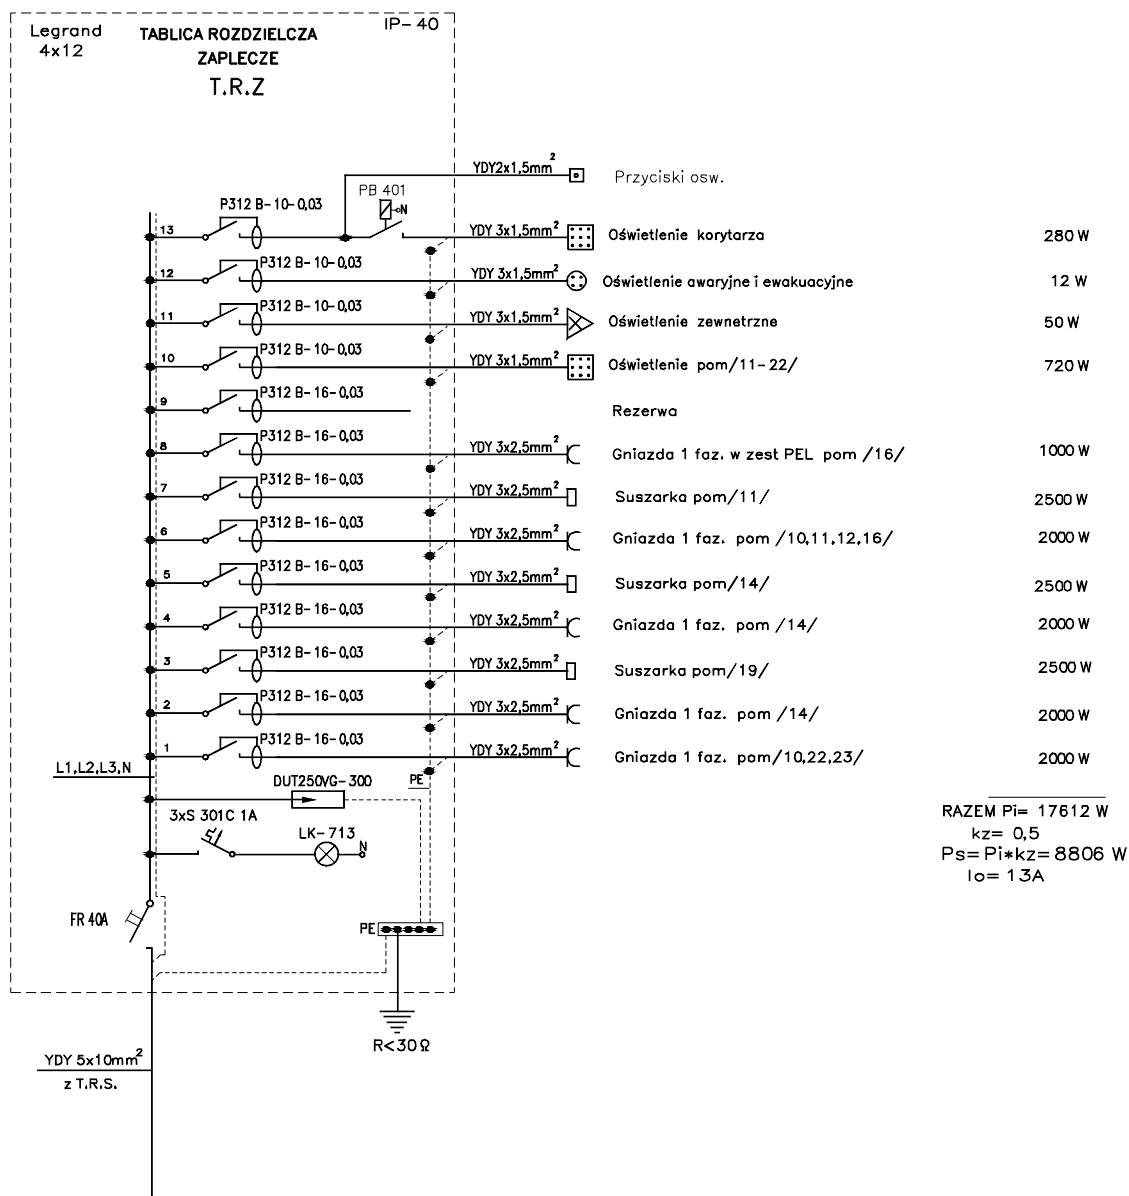 Legrand
4x12
TABLICA ROZDZIELCZA
ZAPLECZE
T.R.Z
IP-40
YDY2x1,5mm²
Przyciski osw.
PB 401
N
P312 B-10-0,03
13
YDY 3x1,5mm²
Oświetlenie korytarza
280 W
12
P312 B-10-0,03
YDY 3x1,5mm²
Oświetlenie awaryjne i ewakuacyjne
12 W
11
P312 B-10-0,03
YDY 3x1,5mm²
Oświetlenie zewnetrzne
50 W
10
P312 B-10-0,03
YDY 3x1,5mm²
Oświetlenie pom/11-22/
720 W
9
P312 B-16-0,03
Rezerwa
8
P312 B-16-0,03
YDY 3x2,5mm²
Gniazda 1 faz. w zest PEL pom /16/
1000 W
7
P312 B-16-0,03
YDY 3x2,5mm²
Suszarka pom/11/
2500 W
6
P312 B-16-0,03
YDY 3x2,5mm²
Gniazda 1 faz. pom /10,11,12,16/
2000 W
5
P312 B-16-0,03
YDY 3x2,5mm²
Suszarka pom/14/
2500 W
4
P312 B-16-0,03
YDY 3x2,5mm²
Gniazda 1 faz. pom /14/
2000 W
3
P312 B-16-0,03
YDY 3x2,5mm²
Suszarka pom/19/
2500 W
2
P312 B-16-0,03
YDY 3x2,5mm²
Gniazda 1 faz. pom /14/
2000 W
1
P312 B-16-0,03
YDY 3x2,5mm²
Gniazda 1 faz. pom/10,22,23/
2000 W
L1,L2,L3,N
DUT250VG-300
PE
3xS 301C 1A
LK-713
N
RAZEM Pi= 17612 W
kz= 0,5
Ps=Pi*kz=8806 W
Io= 13A
FR 40A
PE
R<30Ω
YDY 5x10mm²
z T.R.S.